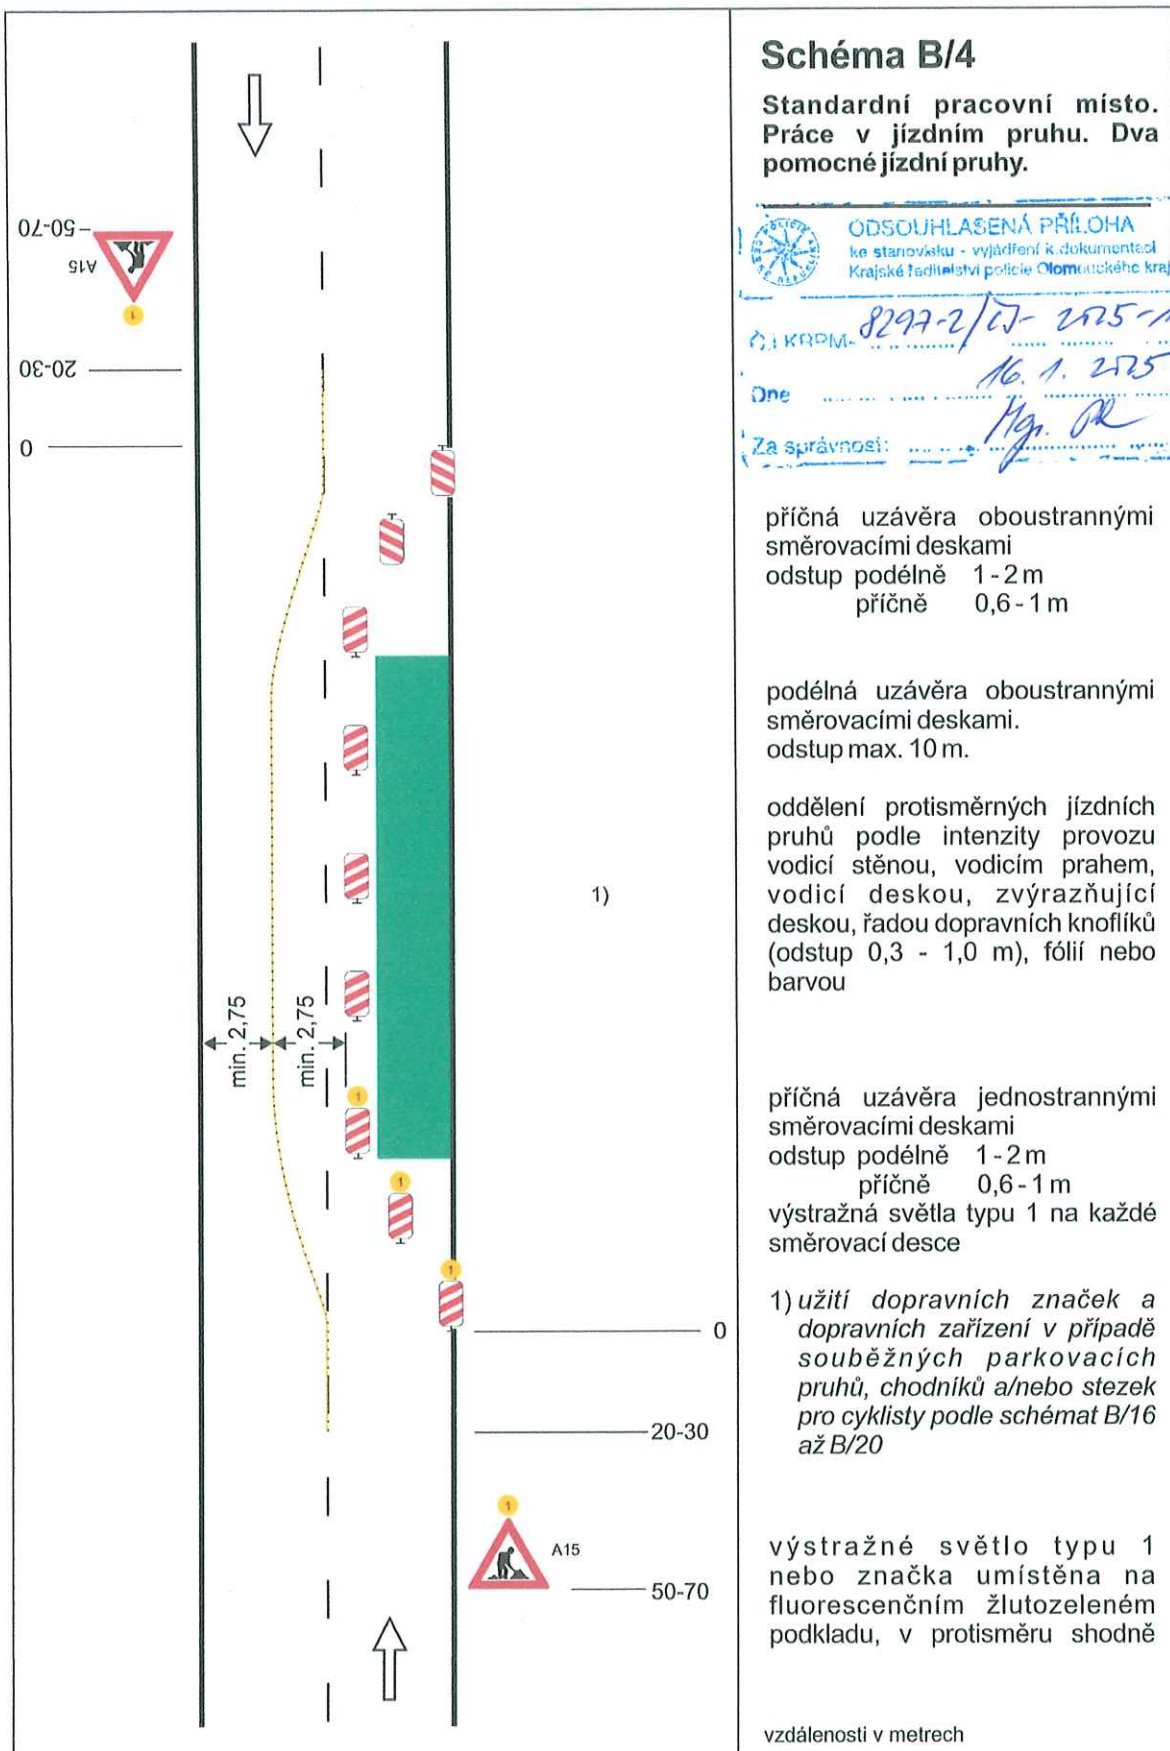 Schéma B/4
Standardní pracovní místo.
Práce v jízdním pruhu. Dva
pomocné jízdní pruhy.
ODSOUHLASENÁ PŘÍLOHA
ke stanovisku - vyjádření k dokumentaci
Krajské ředitelství policie Olomouckého kraj
Č.j. KRPM- 8297-2/ČJ- 2025-1
Dne 16. 1. 2025
Za správnost: Mgr.
příčná uzávěra oboustrannými
směrovacími deskami
odstup podélně 1-2 m
příčně 0,6-1 m
podélná uzávěra oboustrannými
směrovacími deskami.
odstup max. 10 m.
oddělení protisměrných jízdních
pruhů podle intenzity provozu
vodicí stěnou, vodicím prahem,
vodicí deskou, zvýrazňující
deskou, řadou dopravních knoflíků
(odstup 0,3 - 1,0 m), fólií nebo
barvou
příčná uzávěra jednostrannými
směrovacími deskami
odstup podélně 1-2 m
příčně 0,6-1 m
výstražná světla typu 1 na každé
směrovací desce
1) užití dopravních značek a
dopravních zařízení v případě
souběžných parkovacích
pruhů, chodníků a/nebo stezek
pro cyklisty podle schémat B/16
až B/20
výstražné světlo typu 1
nebo značka umístěna na
fluorescenčním žlutozeleném
podkladu, v protisměru shodně
vzdálenosti v metrech
50-70
A15
1
20-30
0
1)
min. 2,75
min. 2,75
1
1
1
0
20-30
1
A15
50-70